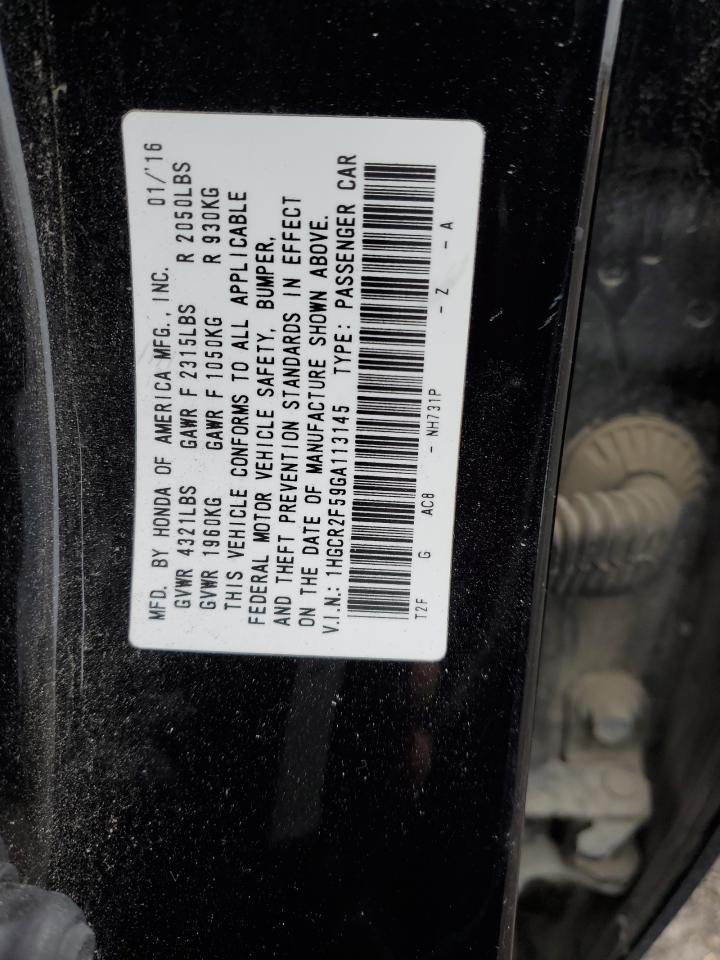 MFD. BY HONDA OF AMERICA MFG., INC. 01/'16
GVWR 4321LBS GAWR F 2315LBS R 2050LBS
GVWR 1960KG GAWR F 1050KG R 930KG
THIS VEHICLE CONFORMS TO ALL APPLICABLE
FEDERAL MOTOR VEHICLE SAFETY, BUMPER,
AND THEFT PREVENTION STANDARDS IN EFFECT
ON THE DATE OF MANUFACTURE SHOWN ABOVE.
V.I.N.: 1HGCR2F59GA113145 TYPE: PASSENGER CAR
T2F G AC8 - NH731P - Z - A